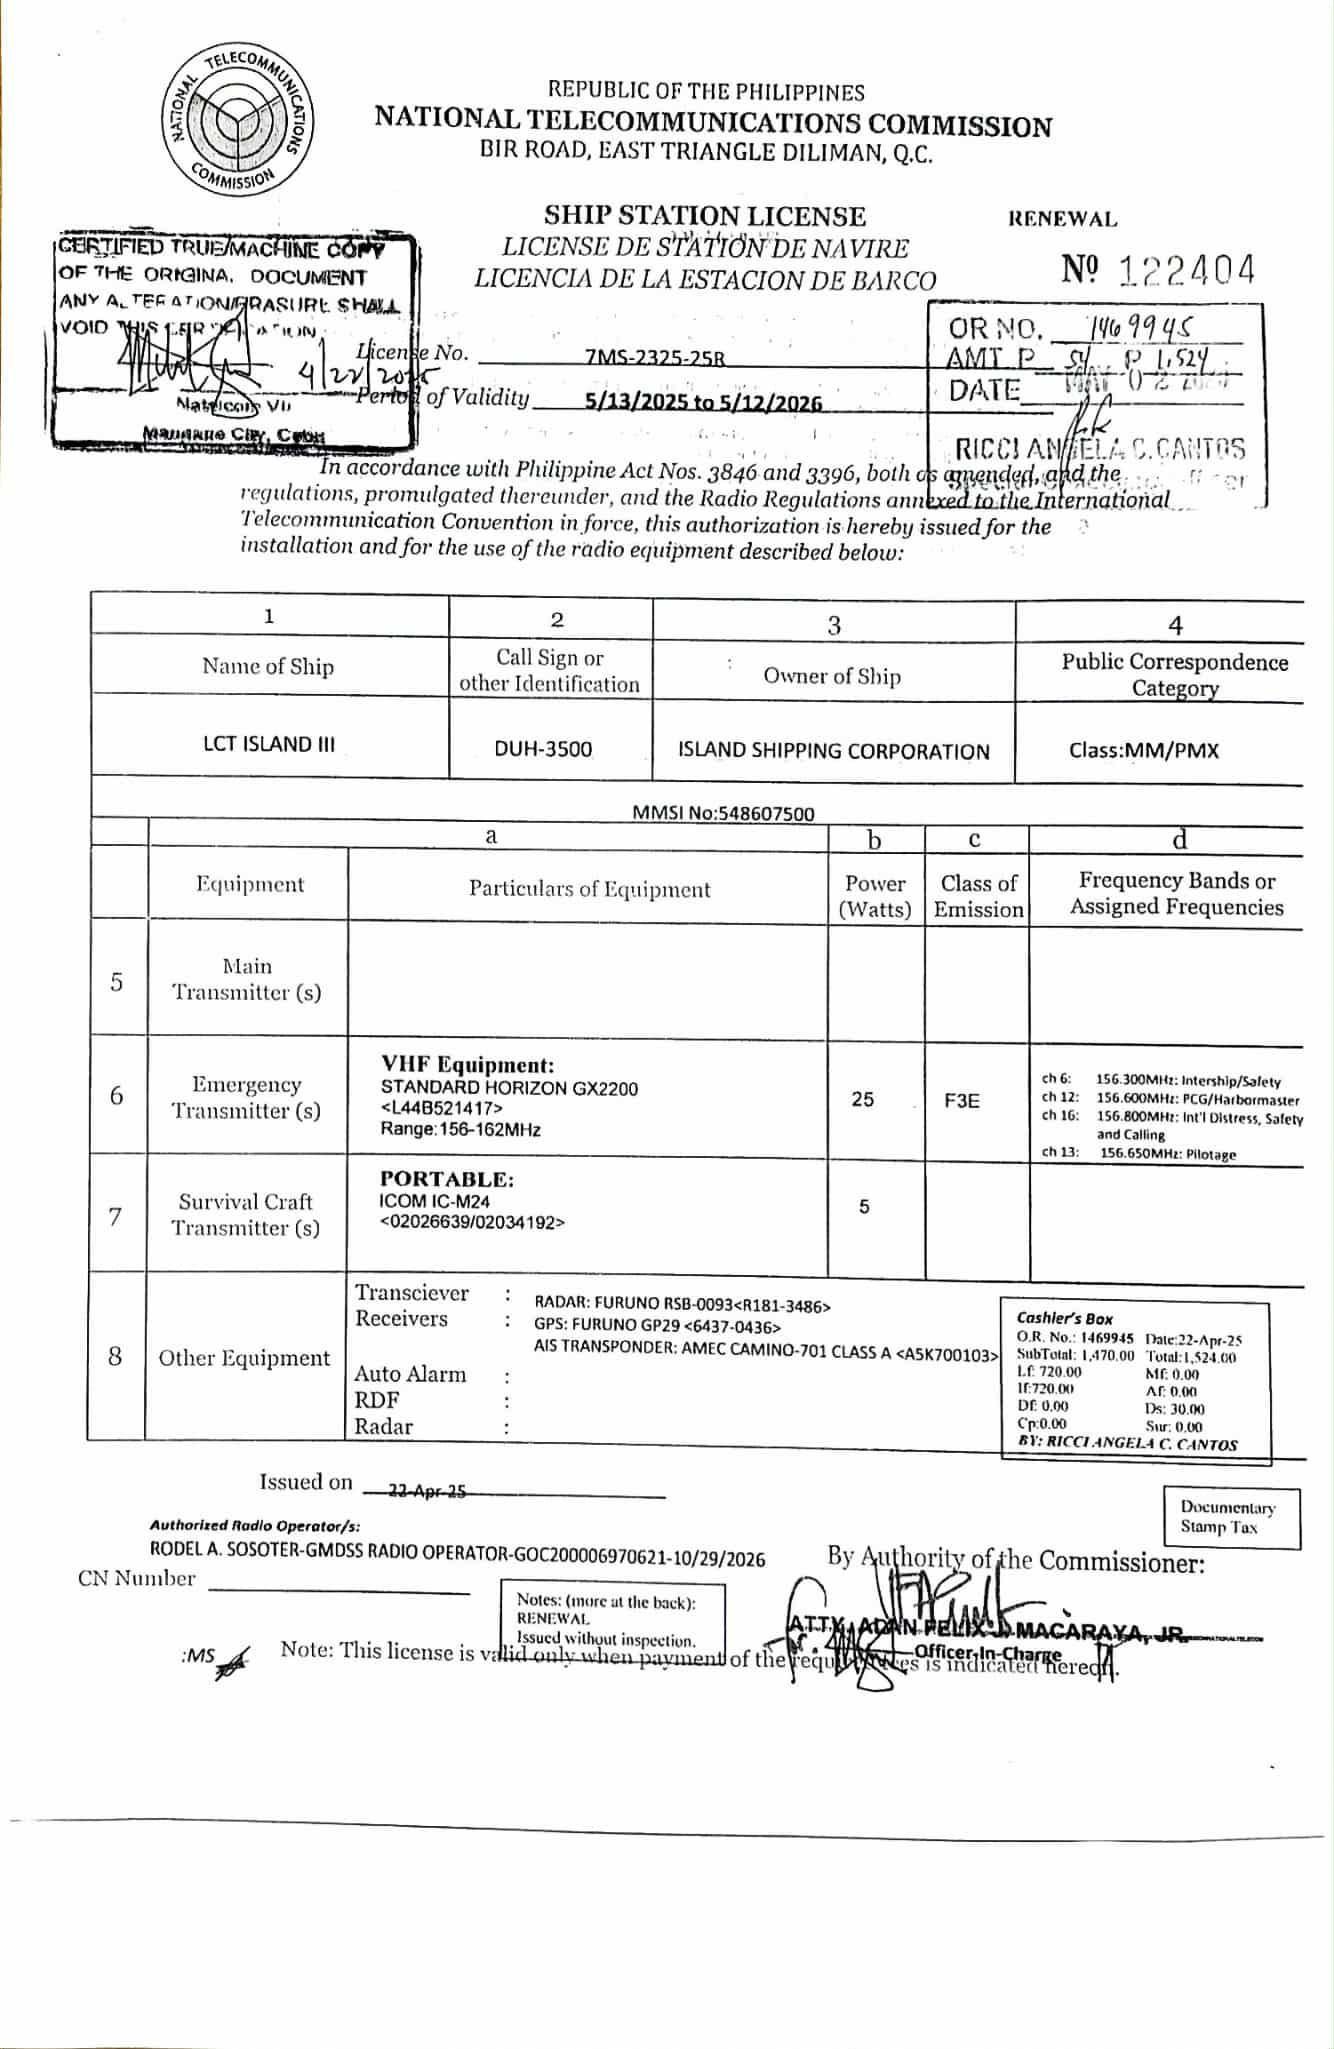 NATIONAL TELECOMMUNICATIONS COMMISSION
REPUBLIC OF THE PHILIPPINES
NATIONAL TELECOMMUNICATIONS COMMISSION
BIR ROAD, EAST TRIANGLE DILIMAN, Q.C.
SHIP STATION LICENSE
RENEWAL
LICENSE DE STATION DE NAVIRE
LICENCIA DE LA ESTACION DE BARCO
Nº 122404
CERTIFIED TRUE/MACHINE COPY
OF THE ORIGINA. DOCUMENT
ANY ALTERATION/ERASURE SHALL
VOID THIS
4/22/2025
VII
OR NO. 1469945
AMT. P 1,524
DATE
RICCI ANGELA C. CANTOS
License No. 7MS-2325-25R
Period of Validity 5/13/2025 to 5/12/2026
In accordance with Philippine Act Nos. 3846 and 3396, both as amended, and the
regulations, promulgated thereunder, and the Radio Regulations annexed to the International
Telecommunication Convention in force, this authorization is hereby issued for the
installation and for the use of the radio equipment described below:
1 2 3 4
Name of Ship
Call Sign or
other Identification
Owner of Ship
Public Correspondence
Category
LCT ISLAND III
DUH-3500
ISLAND SHIPPING CORPORATION
Class:MM/PMX
MMSI No:548607500
a b c d
Equipment
Particulars of Equipment
Power
(Watts)
Class of
Emission
Frequency Bands or
Assigned Frequencies
5
Main
Transmitter (s)
6
Emergency
Transmitter (s)
VHF Equipment:
STANDARD HORIZON GX2200
<L44B521417>
Range:156-162MHz
25
F3E
ch 6: 156.300MHz: Intership/Safety
ch 12: 156.600MHz: PCG/Harbormaster
ch 16: 156.800MHz: Int'l Distress, Safety
and Calling
ch 13: 156.650MHz: Pilotage
7
Survival Craft
Transmitter (s)
PORTABLE:
ICOM IC-M24
<02026639/02034192>
5
8
Other Equipment
Transciever :
Receivers :
Auto Alarm :
RDF :
Radar :
RADAR: FURUNO RSB-0093<R181-3486>
GPS: FURUNO GP29 <6437-0436>
AIS TRANSPONDER: AMEC CAMINO-701 CLASS A <A5K700103>
Cashier's Box
O.R. No.: 1469945 Date:22-Apr-25
SubTotal: 1,470.00 Total:1,524.00
Lf: 720.00 Mf: 0.00
If:720.00 Af: 0.00
Df: 0.00 Ds: 30.00
Cp:0.00 Sur: 0.00
BY: RICCI ANGELA C. CANTOS
Issued on 22-Apr-25
Documentary
Stamp Tax
Authorized Radio Operator/s:
RODEL A. SOSOTER-GMDSS RADIO OPERATOR-GOC200006970621-10/29/2026
By Authority of the Commissioner:
CN Number
Notes: (more at the back):
RENEWAL
Issued without inspection.
ATTY. ADAN FELIX J. MACARAYA, JR.
Officer-In-Charge
:MS
Note: This license is valid only when payment of the required fees is indicated hereon.